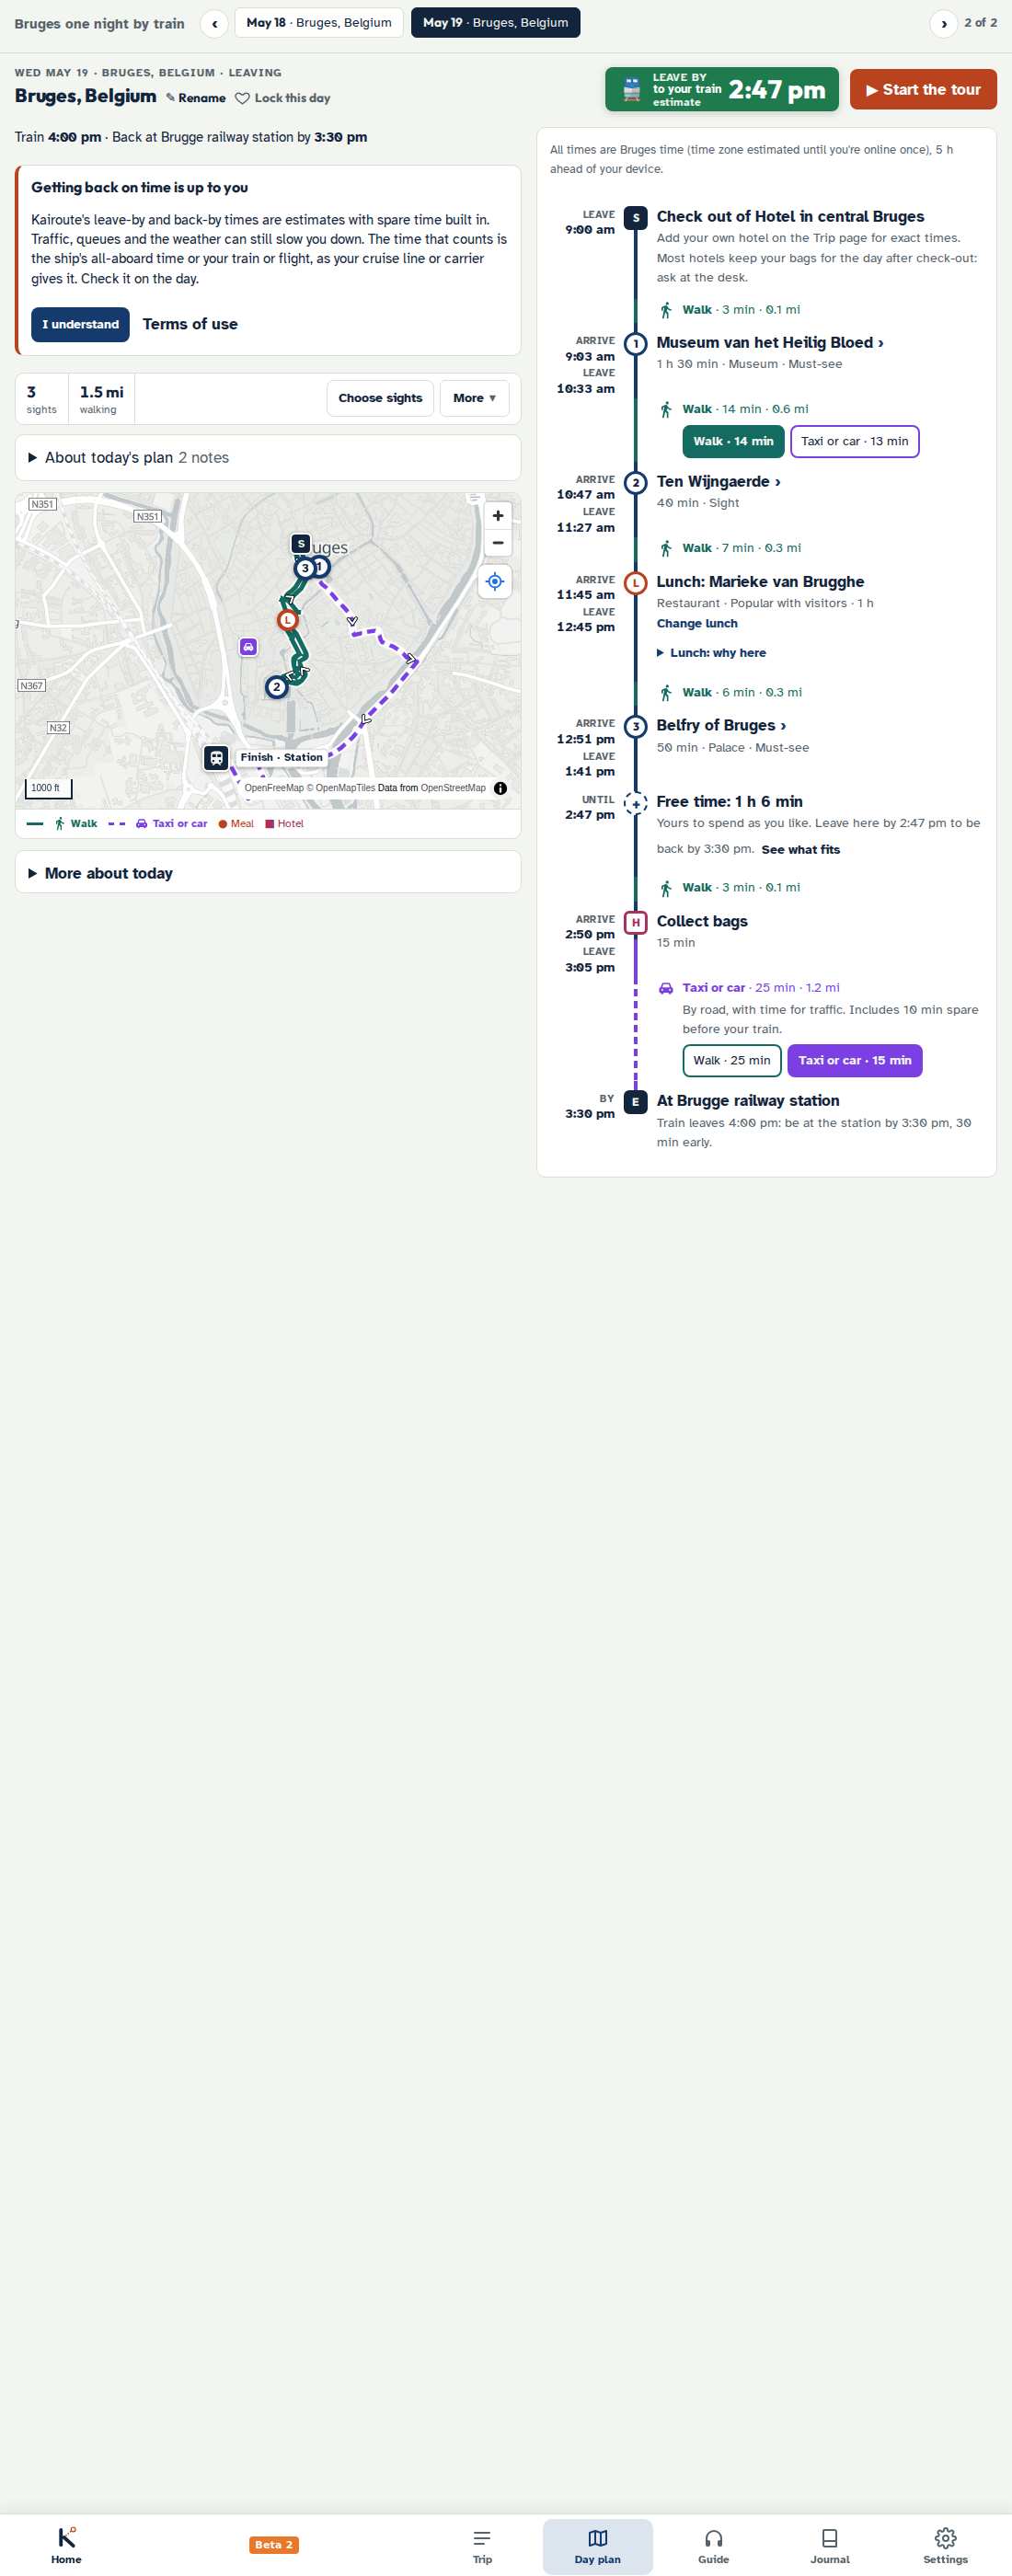 Bruges one night by train
‹
May 18 · Bruges, Belgium
May 19 · Bruges, Belgium
›
2 of 2
WED MAY 19 · BRUGES, BELGIUM · LEAVING
Bruges, Belgium ✎ Rename Lock this day
LEAVE BY
to your train
estimate
2:47 pm
▶ Start the tour
Train 4:00 pm · Back at Brugge railway station by 3:30 pm
Getting back on time is up to you
Kairoute's leave-by and back-by times are estimates with spare time built in.
Traffic, queues and the weather can still slow you down. The time that counts is
the ship's all-aboard time or your train or flight, as your cruise line or carrier
gives it. Check it on the day.
I understand
Terms of use
3
sights
1.5 mi
walking
Choose sights
More ▼
▶ About today's plan 2 notes
N351
N351
N367
N32
uges
S
3
1
L
2
Finish · Station
+
−
1000 ft
OpenFreeMap © OpenMapTiles Data from OpenStreetMap
Walk
Taxi or car
Meal
Hotel
▶ More about today
All times are Bruges time (time zone estimated until you're online once), 5 h
ahead of your device.
LEAVE
9:00 am
S
Check out of Hotel in central Bruges
Add your own hotel on the Trip page for exact times.
Most hotels keep your bags for the day after check-out:
ask at the desk.
Walk · 3 min · 0.1 mi
ARRIVE
9:03 am
LEAVE
10:33 am
1
Museum van het Heilig Bloed ›
1 h 30 min · Museum · Must-see
Walk · 14 min · 0.6 mi
Walk · 14 min
Taxi or car · 13 min
ARRIVE
10:47 am
LEAVE
11:27 am
2
Ten Wijngaerde ›
40 min · Sight
Walk · 7 min · 0.3 mi
ARRIVE
11:45 am
LEAVE
12:45 pm
L
Lunch: Marieke van Brugghe
Restaurant · Popular with visitors · 1 h
Change lunch
▶ Lunch: why here
Walk · 6 min · 0.3 mi
ARRIVE
12:51 pm
LEAVE
1:41 pm
3
Belfry of Bruges ›
50 min · Palace · Must-see
UNTIL
2:47 pm
+
Free time: 1 h 6 min
Yours to spend as you like. Leave here by 2:47 pm to be
back by 3:30 pm. See what fits
Walk · 3 min · 0.1 mi
ARRIVE
2:50 pm
LEAVE
3:05 pm
H
Collect bags
15 min
Taxi or car · 25 min · 1.2 mi
By road, with time for traffic. Includes 10 min spare
before your train.
Walk · 25 min
Taxi or car · 15 min
BY
3:30 pm
E
At Brugge railway station
Train leaves 4:00 pm: be at the station by 3:30 pm, 30
min early.
Home
Beta 2
Trip
Day plan
Guide
Journal
Settings